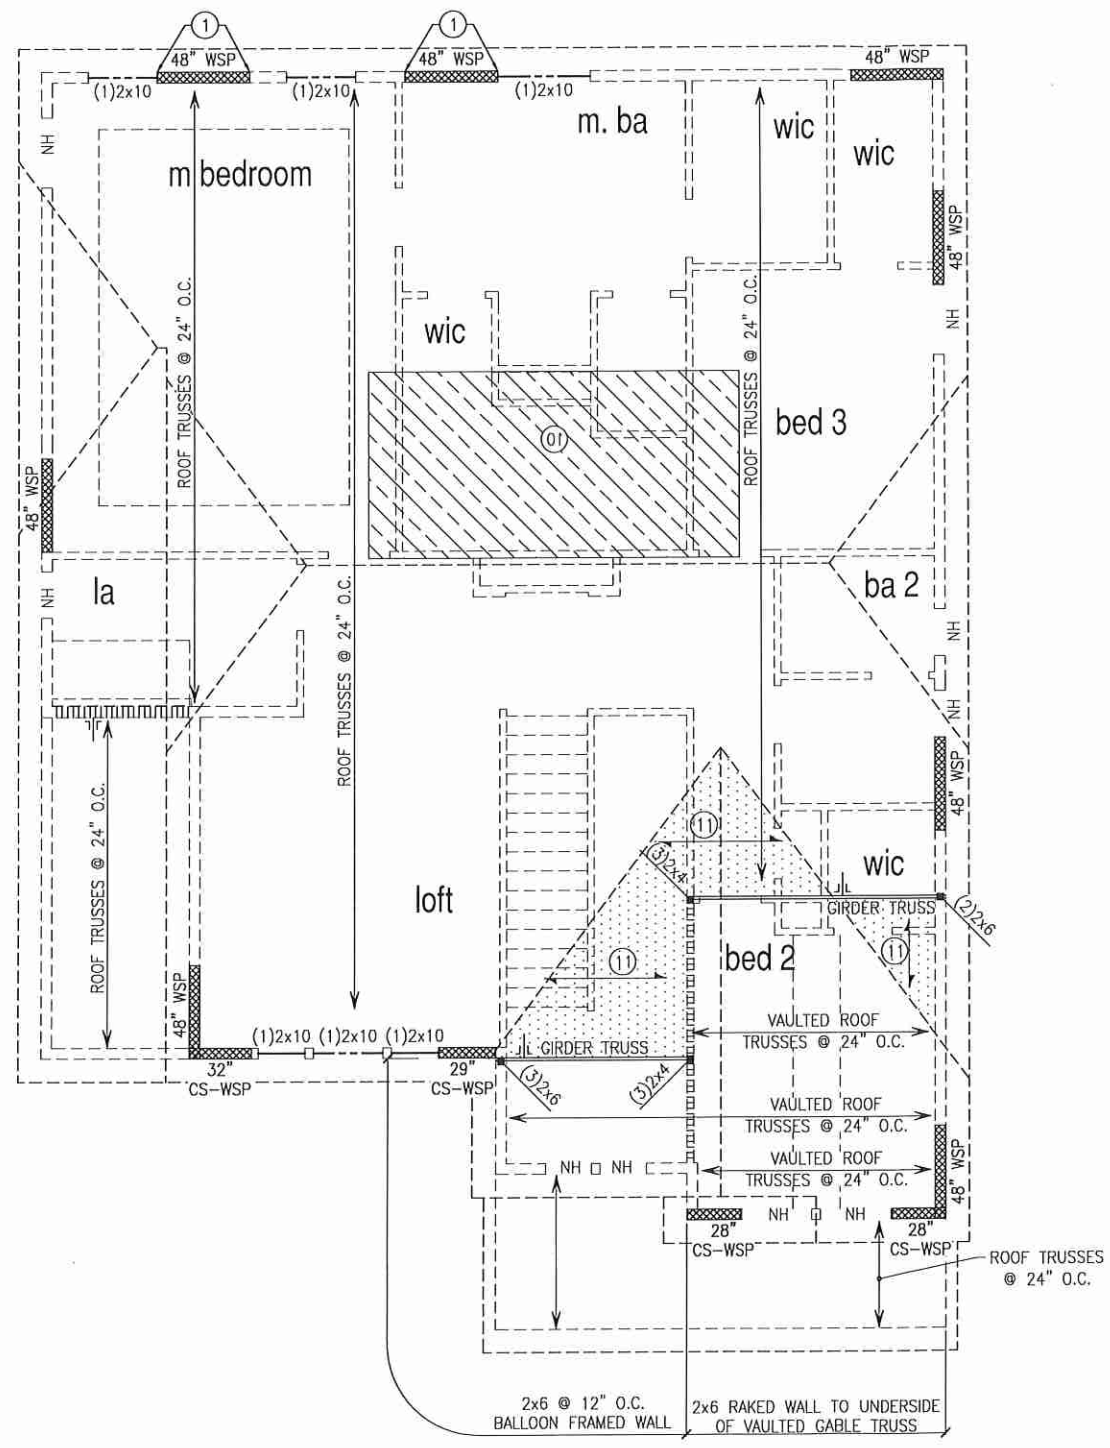 1
1
48" WSP
48" WSP
48" WSP
(1)2x10
(1)2x10
(1)2x10
m. ba
wic
wic
NH
m bedroom
48" WSP
ROOF TRUSSES @ 24" O.C.
ROOF TRUSSES @ 24" O.C.
NH
wic
bed 3
10
48" WSP
la
NH
ba 2
NH
ROOF TRUSSES @ 24" O.C.
NH
48" WSP
ROOF TRUSSES @ 24" O.C.
11
(3)2x4
wic
loft
GIRDER TRUSS
(2)2x6
bed 2
11
11
48" WSP
VAULTED ROOF
TRUSSES @ 24" O.C.
(1)2x10
(1)2x10
(1)2x10
GIRDER TRUSS
32"
CS-WSP
29"
CS-WSP
(3)2x6
(3)2x4
VAULTED ROOF
TRUSSES @ 24" O.C.
VAULTED ROOF
TRUSSES @ 24" O.C.
NH
NH
48" WSP
NH
NH
28"
CS-WSP
28"
CS-WSP
ROOF TRUSSES
@ 24" O.C.
2x6 @ 12" O.C.
BALLOON FRAMED WALL
2x6 RAKED WALL TO UNDERSIDE
OF VAULTED GABLE TRUSS